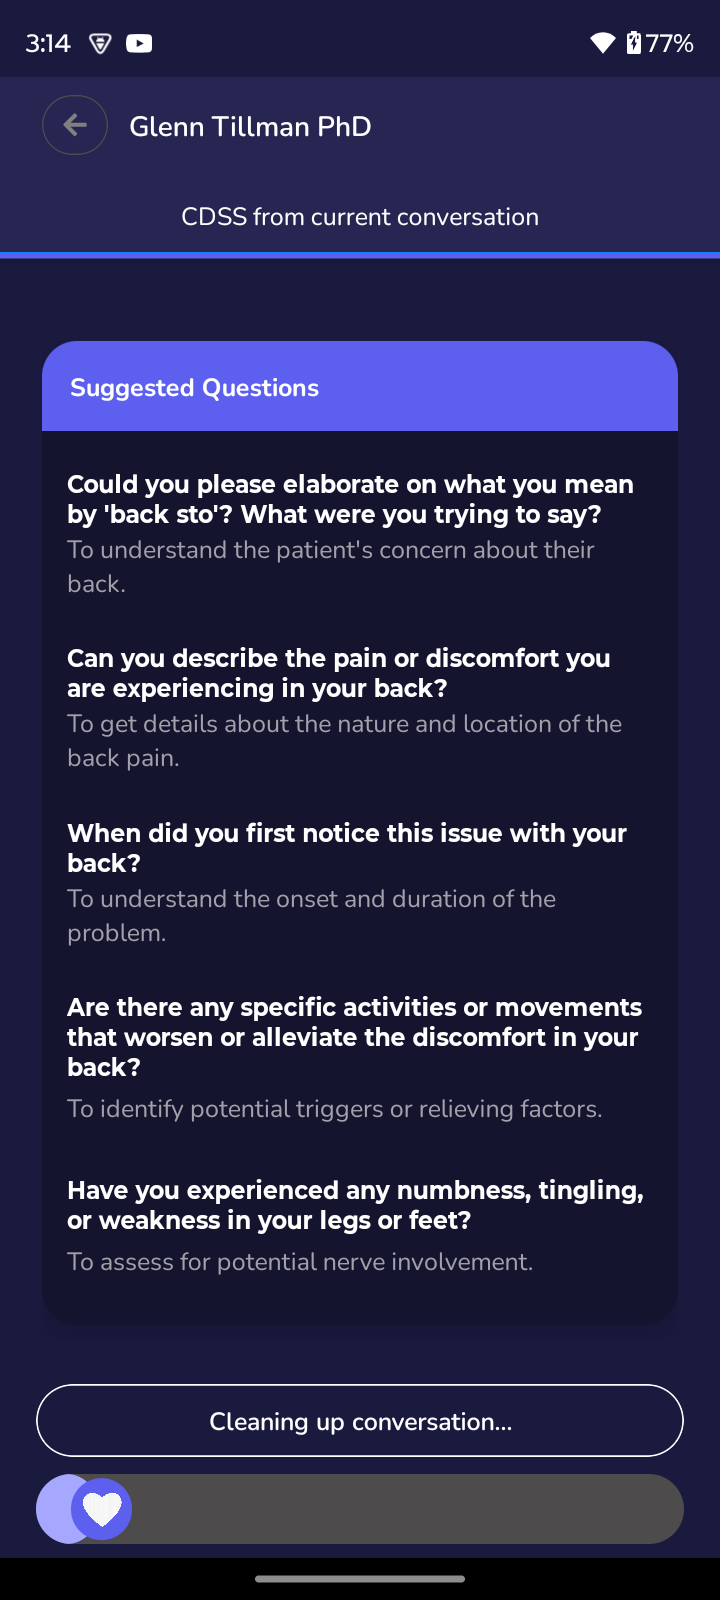 3:14
77%
Glenn Tillman PhD
CDSS from current conversation
Suggested Questions
Could you please elaborate on what you mean
by 'back sto'? What were you trying to say?
To understand the patient's concern about their
back.
Can you describe the pain or discomfort you
are experiencing in your back?
To get details about the nature and location of the
back pain.
When did you first notice this issue with your
back?
To understand the onset and duration of the
problem.
Are there any specific activities or movements
that worsen or alleviate the discomfort in your
back?
To identify potential triggers or relieving factors.
Have you experienced any numbness, tingling,
or weakness in your legs or feet?
To assess for potential nerve involvement.
Cleaning up conversation...